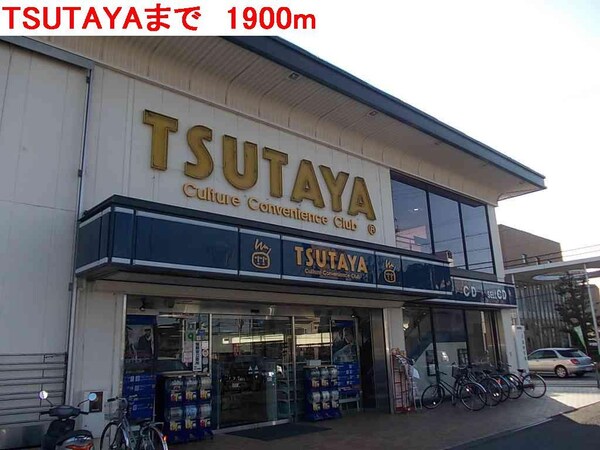 TSUTAYAまで 1900m
TSUTAYA
Culture Convenience Club ®
TSUTAYA
Culture Convenience Club
CD
SELL CD